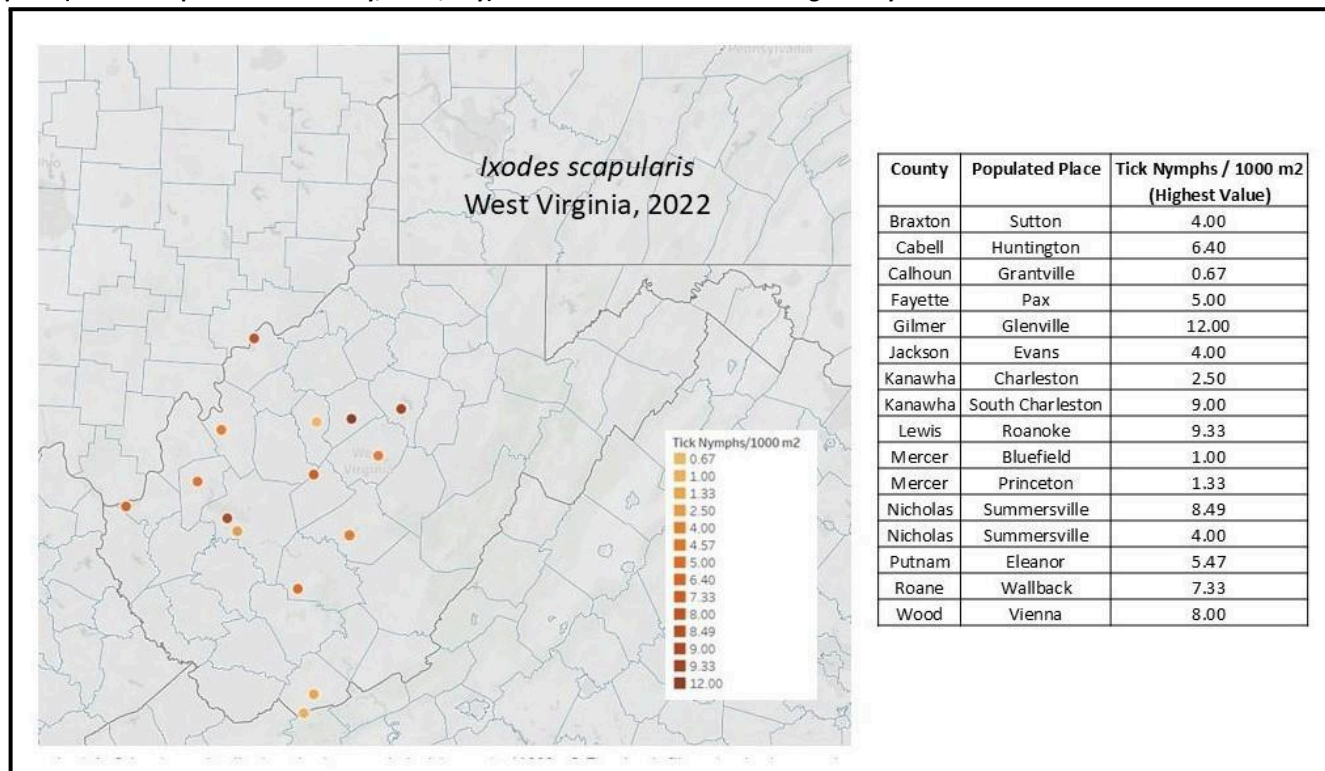 Pennsylvania
Ixodes scapularis
West Virginia, 2022
Ohio
West
Virginia
Tick Nymphs/1000 m2
0.67
1.00
1.33
2.50
4.00
4.57
5.00
6.40
7.33
8.00
8.49
9.00
9.33
12.00
County Populated Place Tick Nymphs / 1000 m2
(Highest Value)
Braxton Sutton 4.00
Cabell Huntington 6.40
Calhoun Grantville 0.67
Fayette Pax 5.00
Gilmer Glenville 12.00
Jackson Evans 4.00
Kanawha Charleston 2.50
Kanawha South Charleston 9.00
Lewis Roanoke 9.33
Mercer Bluefield 1.00
Mercer Princeton 1.33
Nicholas Summersville 8.49
Nicholas Summersville 4.00
Putnam Eleanor 5.47
Roane Wallback 7.33
Wood Vienna 8.00